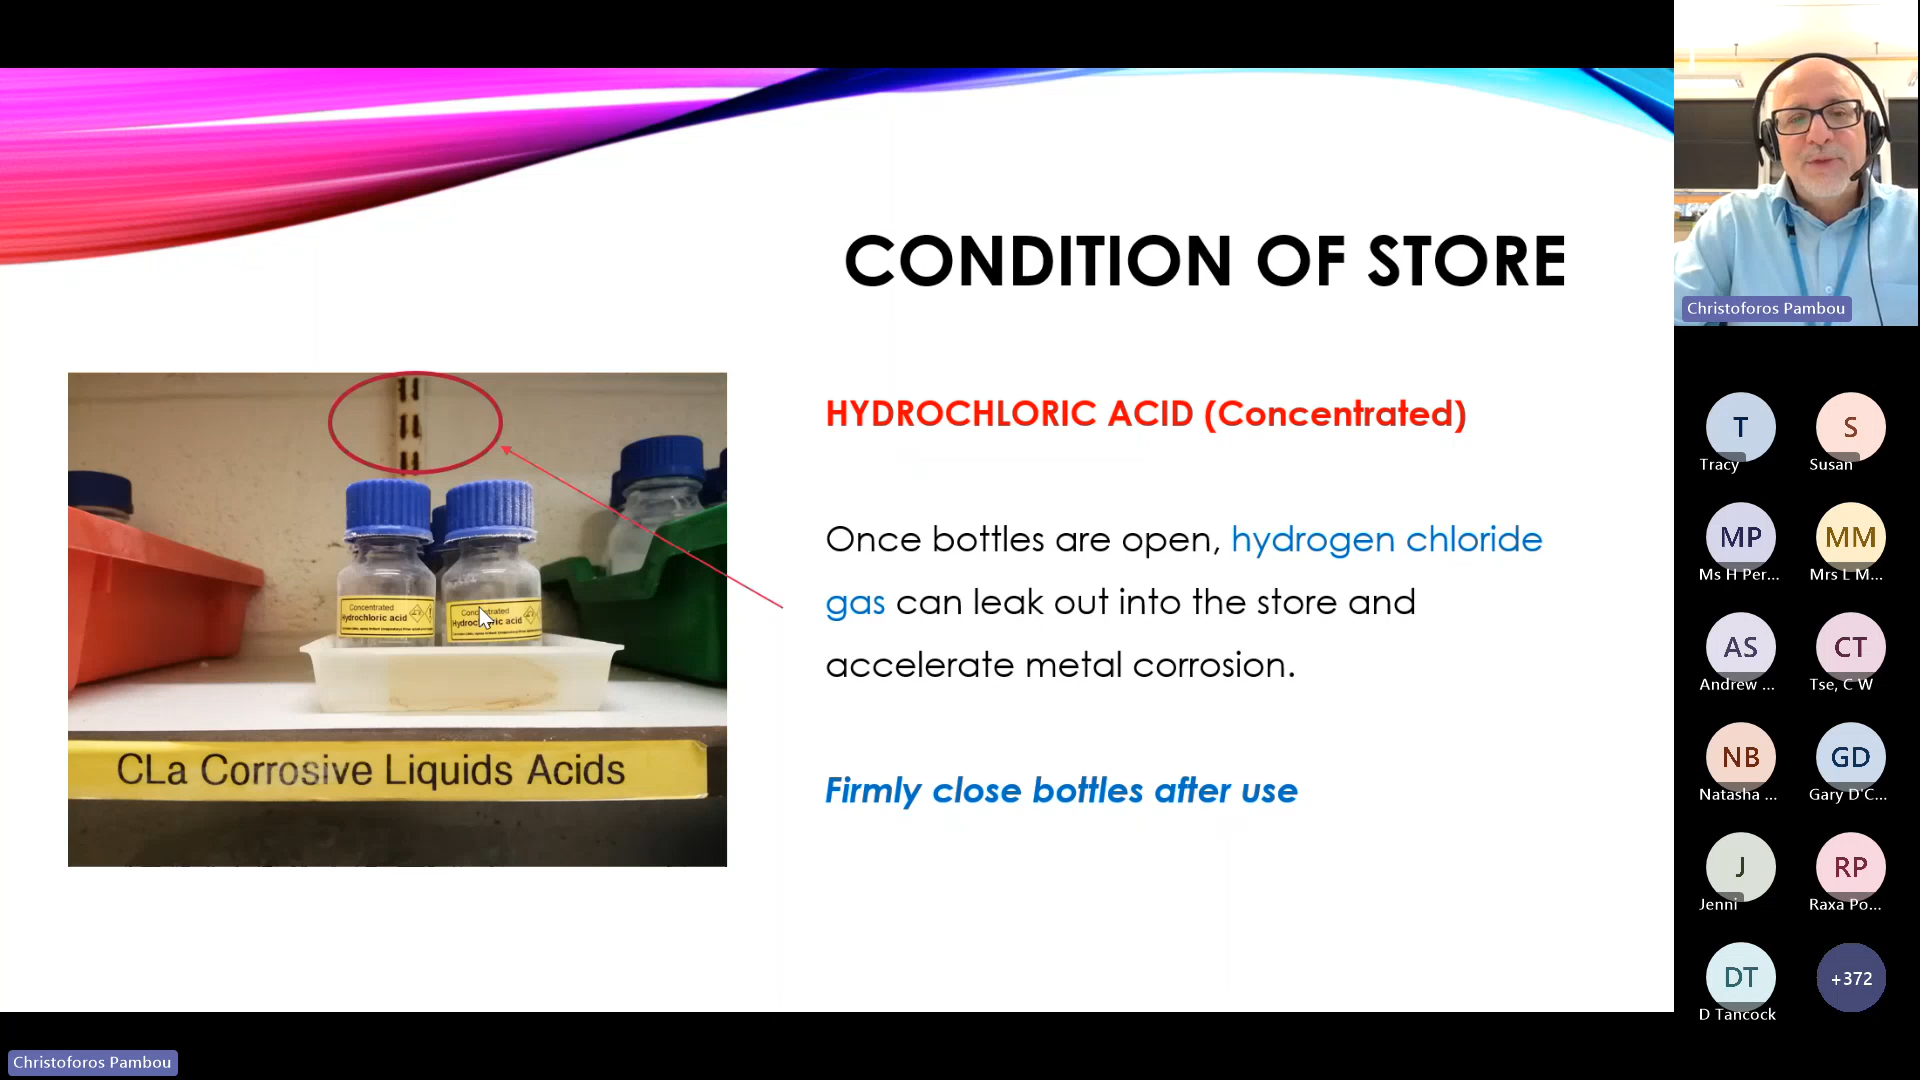 CONDITION OF STORE
HYDROCHLORIC ACID (Concentrated)
Once bottles are open, hydrogen chloride
gas can leak out into the store and
accelerate metal corrosion.
Firmly close bottles after use
Concentrated
Hydrochloric acid
Concentrated
CLa Corrosive Liquids Acids
Christoforos Pambou
T
Tracy
S
Susan
MP
Ms H Per...
MM
Mrs L M...
AS
Andrew ...
CT
Tse, C W
NB
Natasha ...
GD
Gary D'C...
J
Jenni
RP
Raxa Po...
DT
D Tancock
+372
Christoforos Pambou